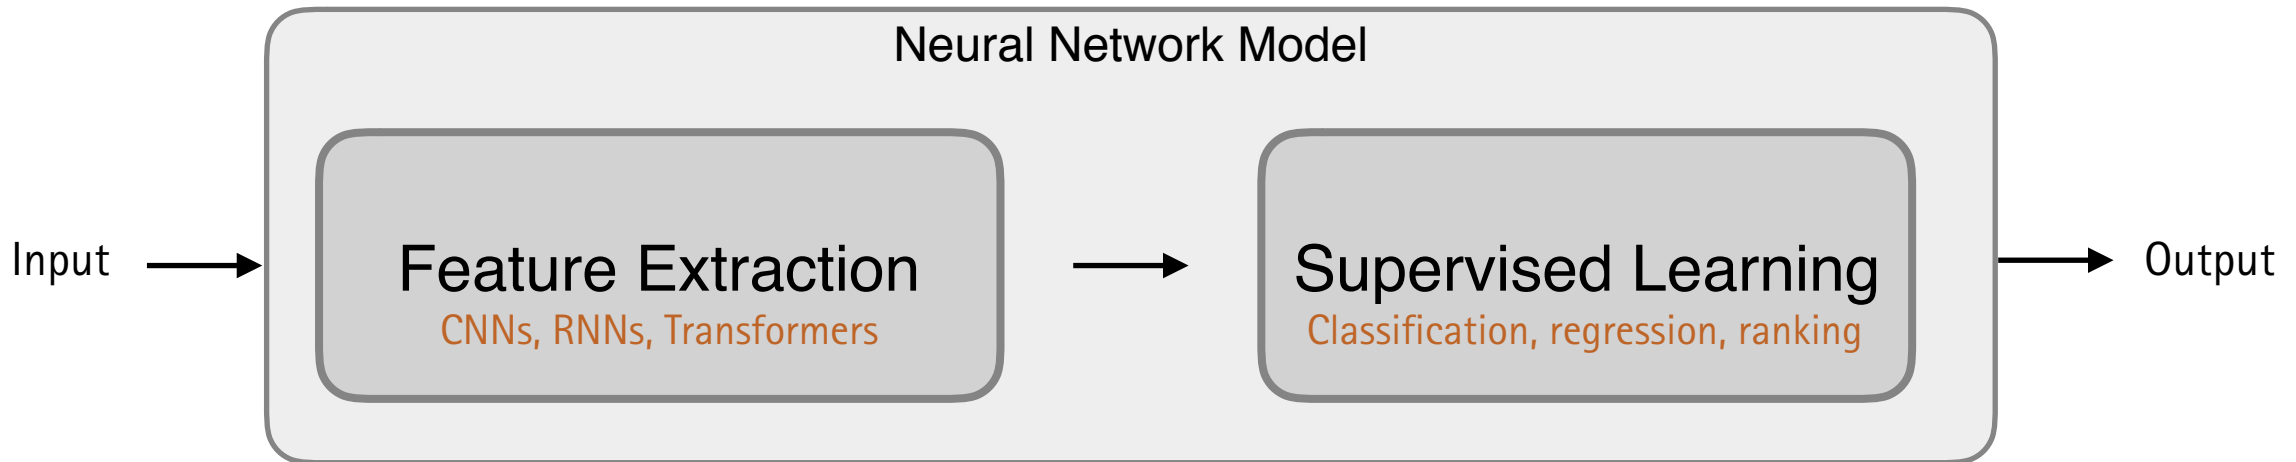 Neural Network Model
Input
Feature Extraction
CNNs, RNNs, Transformers
Supervised Learning
Classification, regression, ranking
Output